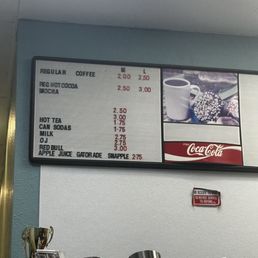 M L
REGULAR COFFEE 2.00 2.50
REG HOT COCOA 2.50 3.00
MOCHA
2.50
HOT TEA 3.00
CAN SODAS 1.75
MILK 1.75
OJ 2.75
RED BULL 3.00
APPLE JUICE GATORADE SNAPPLE 2.75
Coca-Cola